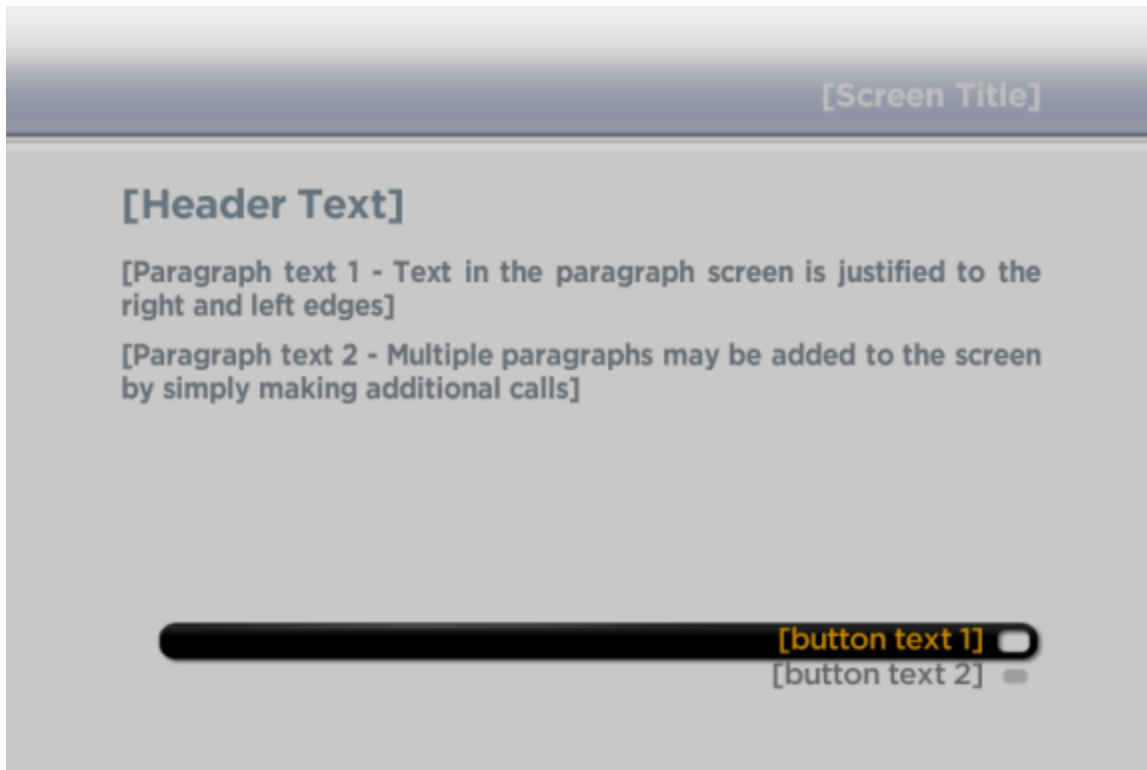 [Screen Title]
[Header Text]
[Paragraph text 1 - Text in the paragraph screen is justified to the
right and left edges]
[Paragraph text 2 - Multiple paragraphs may be added to the screen
by simply making additional calls]
[button text 1]
[button text 2]